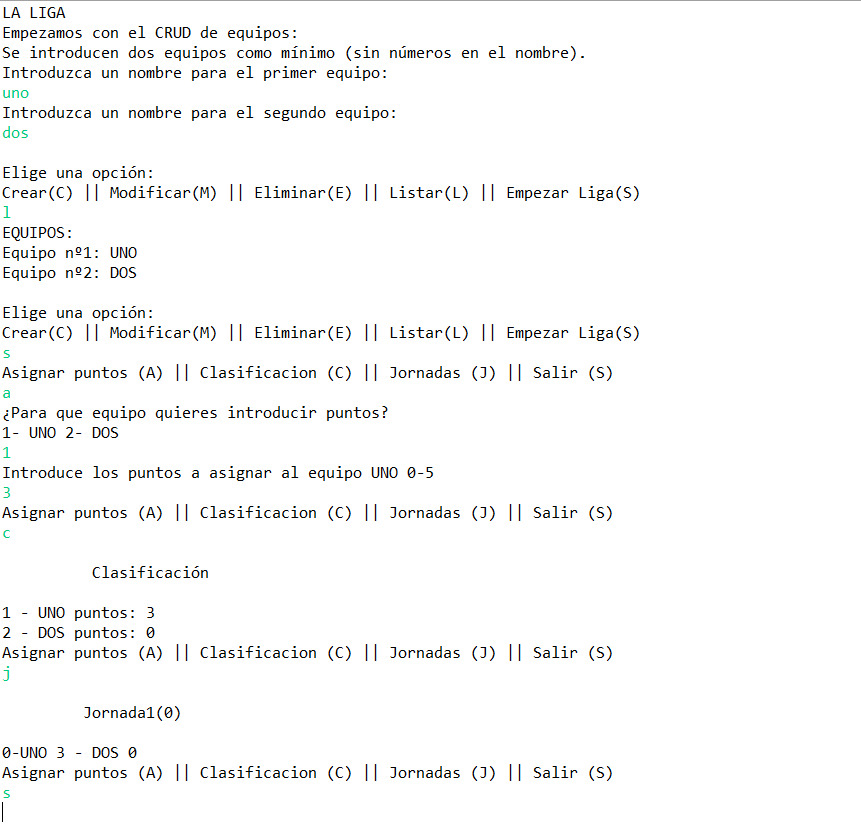 LA LIGA
Empezamos con el CRUD de equipos:
Se introducen dos equipos como mínimo (sin números en el nombre).
Introduzca un nombre para el primer equipo:
uno
Introduzca un nombre para el segundo equipo:
dos
Elige una opción:
Crear(C) || Modificar(M) || Eliminar(E) || Listar(L) || Empezar Liga(S)
l
EQUIPOS:
Equipo nº1: UNO
Equipo nº2: DOS
Elige una opción:
Crear(C) || Modificar(M) || Eliminar(E) || Listar(L) || Empezar Liga(S)
s
Asignar puntos (A) || Clasificacion (C) || Jornadas (J) || Salir (S)
a
¿Para que equipo quieres introducir puntos?
1- UNO 2- DOS
1
Introduce los puntos a asignar al equipo UNO 0-5
3
Asignar puntos (A) || Clasificacion (C) || Jornadas (J) || Salir (S)
c
Clasificación
1 - UNO puntos: 3
2 - DOS puntos: 0
Asignar puntos (A) || Clasificacion (C) || Jornadas (J) || Salir (S)
j
Jornada1(0)
0-UNO 3 - DOS 0
Asignar puntos (A) || Clasificacion (C) || Jornadas (J) || Salir (S)
s